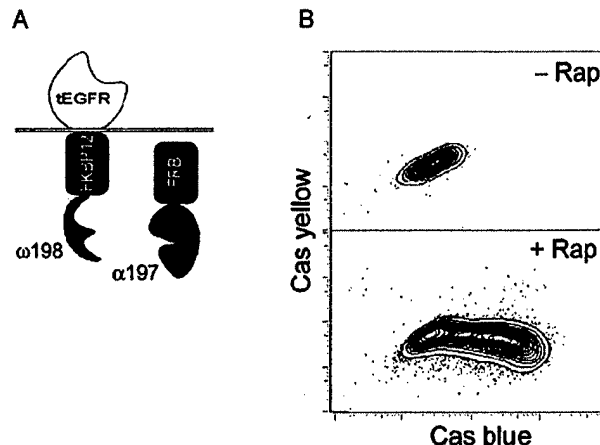 A
tEGFR
FKBP12
FRB
ω198
α197
B
– Rap
+ Rap
Cas yellow
Cas blue